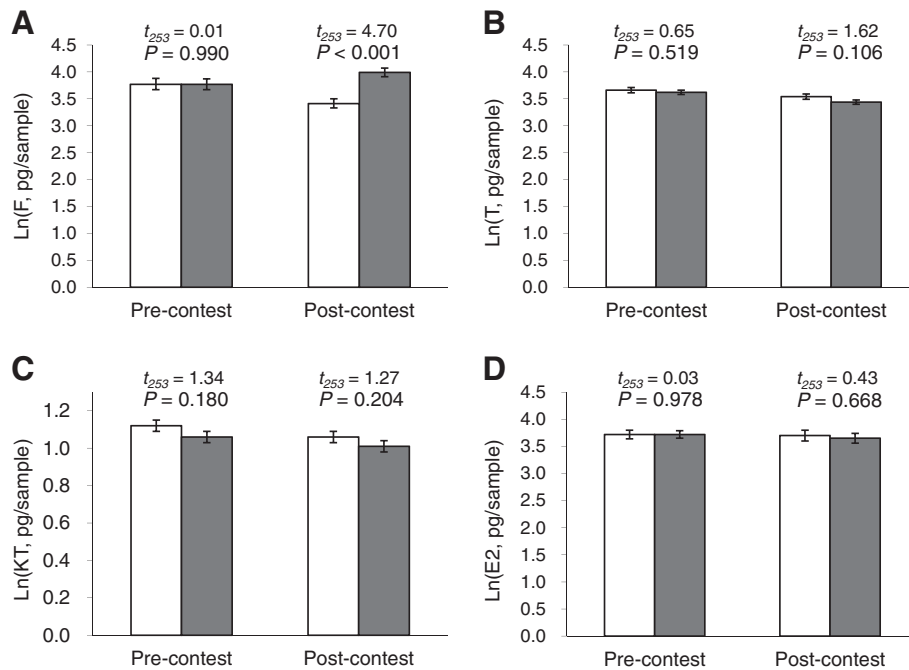 A
t253 = 0.01
P = 0.990
t253 = 4.70
P < 0.001
4.5
4.0
3.5
3.0
2.5
2.0
1.5
1.0
0.5
0.0
Ln(F, pg/sample)
Pre-contest
Post-contest
B
t253 = 0.65
P = 0.519
t253 = 1.62
P = 0.106
4.5
4.0
3.5
3.0
2.5
2.0
1.5
1.0
0.5
0.0
Ln(T, pg/sample)
Pre-contest
Post-contest
C
t253 = 1.34
P = 0.180
t253 = 1.27
P = 0.204
1.2
1.0
0.8
0.6
0.4
0.2
0.0
Ln(KT, pg/sample)
Pre-contest
Post-contest
D
t253 = 0.03
P = 0.978
t253 = 0.43
P = 0.668
4.5
4.0
3.5
3.0
2.5
2.0
1.5
1.0
0.5
0.0
Ln(E2, pg/sample)
Pre-contest
Post-contest